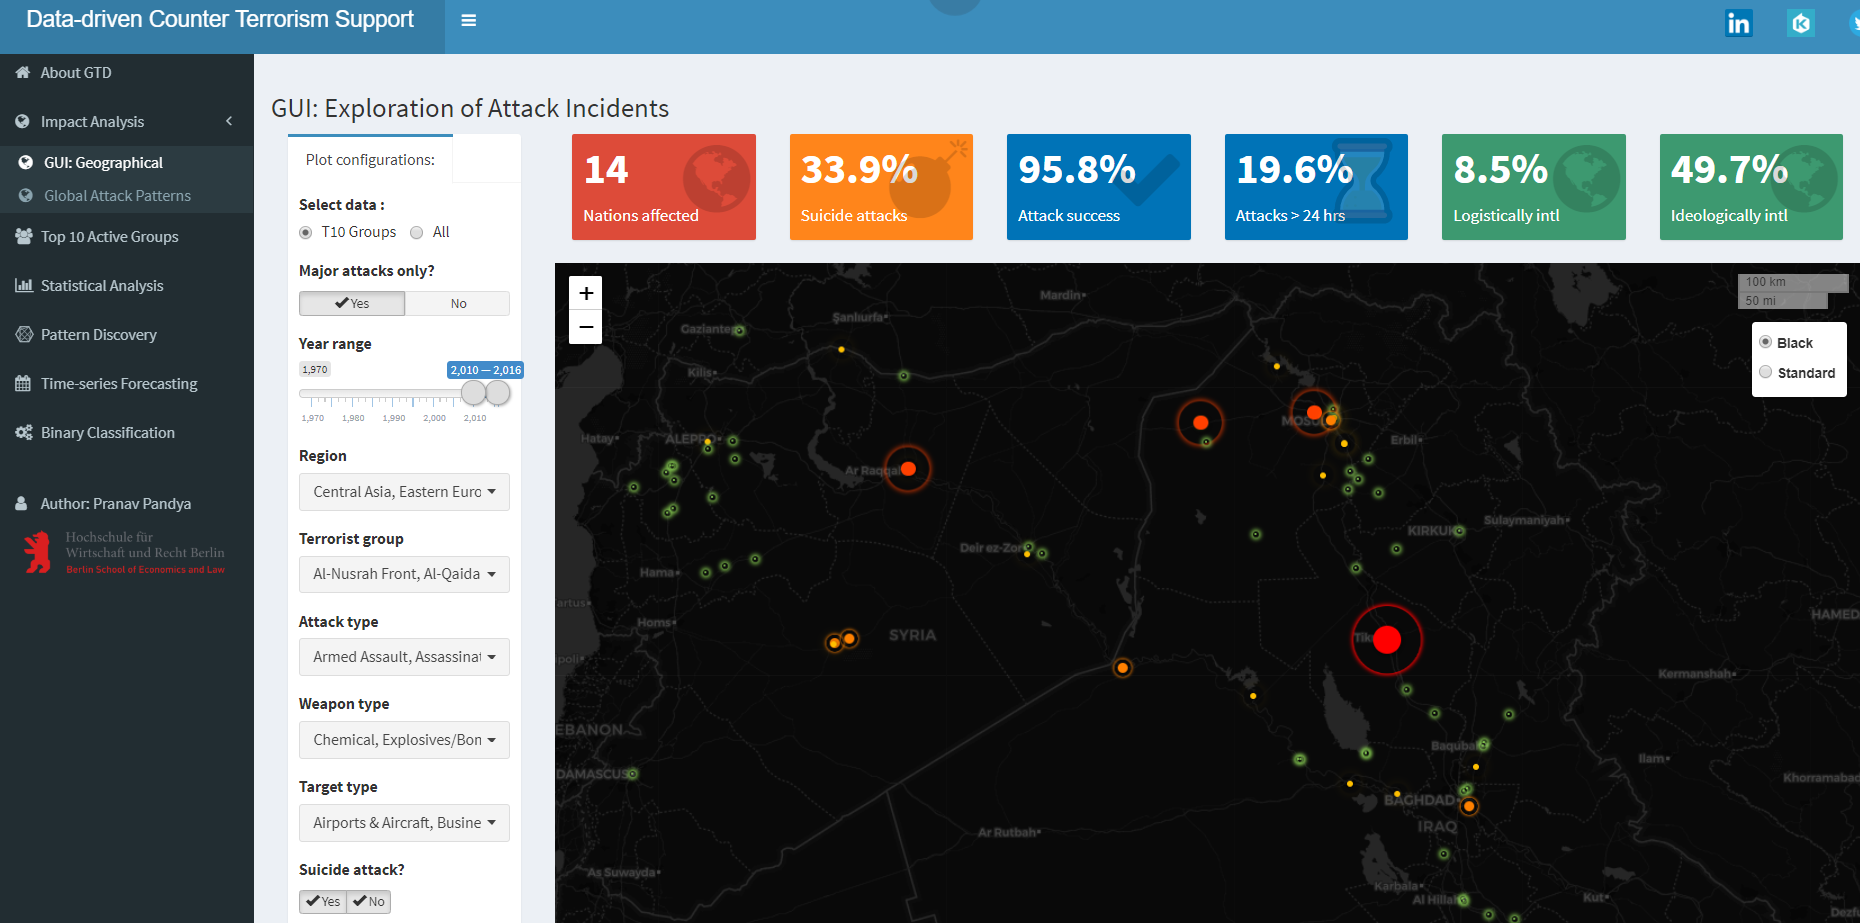 Data-driven Counter Terrorism Support
About GTD
Impact Analysis
GUI: Geographical
Global Attack Patterns
Top 10 Active Groups
Statistical Analysis
Pattern Discovery
Time-series Forecasting
Binary Classification
Author: Pranav Pandya
Hochschule für
Wirtschaft und Recht Berlin
Berlin School of Economics and Law
GUI: Exploration of Attack Incidents
Plot configurations:
Select data :
T10 Groups All
Major attacks only?
Yes No
Year range
1,970 2,010 — 2,016
1,970 1,980 1,990 2,000 2,010
Region
Central Asia, Eastern Euro
Terrorist group
Al-Nusrah Front, Al-Qaida
Attack type
Armed Assault, Assassinat
Weapon type
Chemical, Explosives/Bon
Target type
Airports & Aircraft, Busine
Suicide attack?
Yes No
14
Nations affected
33.9%
Suicide attacks
95.8%
Attack success
19.6%
Attacks > 24 hrs
8.5%
Logistically intl
49.7%
Ideologically intl
+
−
100 km
50 mi
Black
Standard
Mardin
Şanlıurfa
Gaziante
Kilis
Hatay
ALEPPO
Ar Raqqah
MOSUL
Erbil
KIRKUK
Sulaymaniyah
Deir ez-Zor
Hama
artus
Homs
SYRIA
ipoli
Tik
HAMED
Kermanshah
EBANON
Baqubah
Ilam
DAMASCUS
Khorramabad
BAGHDAD
IRAQ
Ar Rutbah
As Suwayda
Karbala
Al Hillah
Kut
Dezf